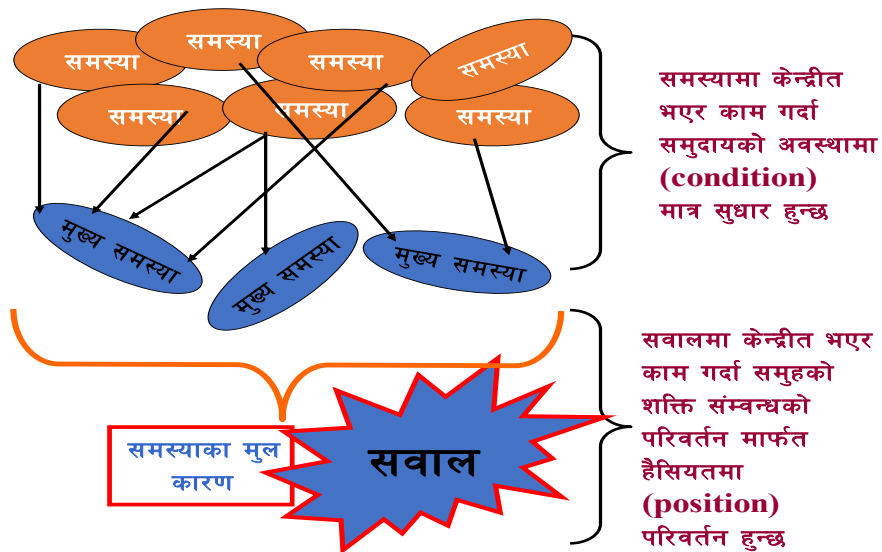 समस्या
समस्या
समस्या
समस्या
समस्या
समस्या
समस्या
समस्यामा केन्द्रीत
भएर काम गर्दा
समुदायको अवस्थामा
(condition)
मात्र सुधार हुन्छ
मुख्य समस्या
मुख्य समस्या
मुख्य समस्या
सवालमा केन्द्रीत भएर
काम गर्दा समुहको
शक्ति संम्वन्धको
परिवर्तन मार्फत
हैसियतमा
(position)
परिवर्तन हुन्छ
समस्याका मुल
कारण
सवाल